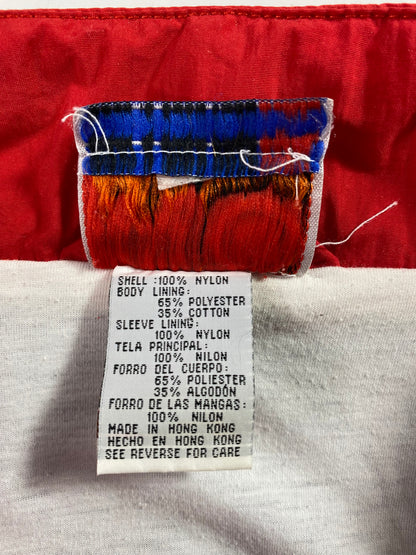 SHELL :100% NYLON
BODY LINING:
65% POLYESTER
35% COTTON
SLEEVE LINING:
100% NYLON
TELA PRINCIPAL:
100% NILON
FORRO DEL CUERPO:
65% POLIESTER
35% ALGODÓN
FORRO DE LAS MANGAS:
100% NILON
MADE IN HONG KONG
HECHO EN HONG KONG
SEE REVERSE FOR CARE